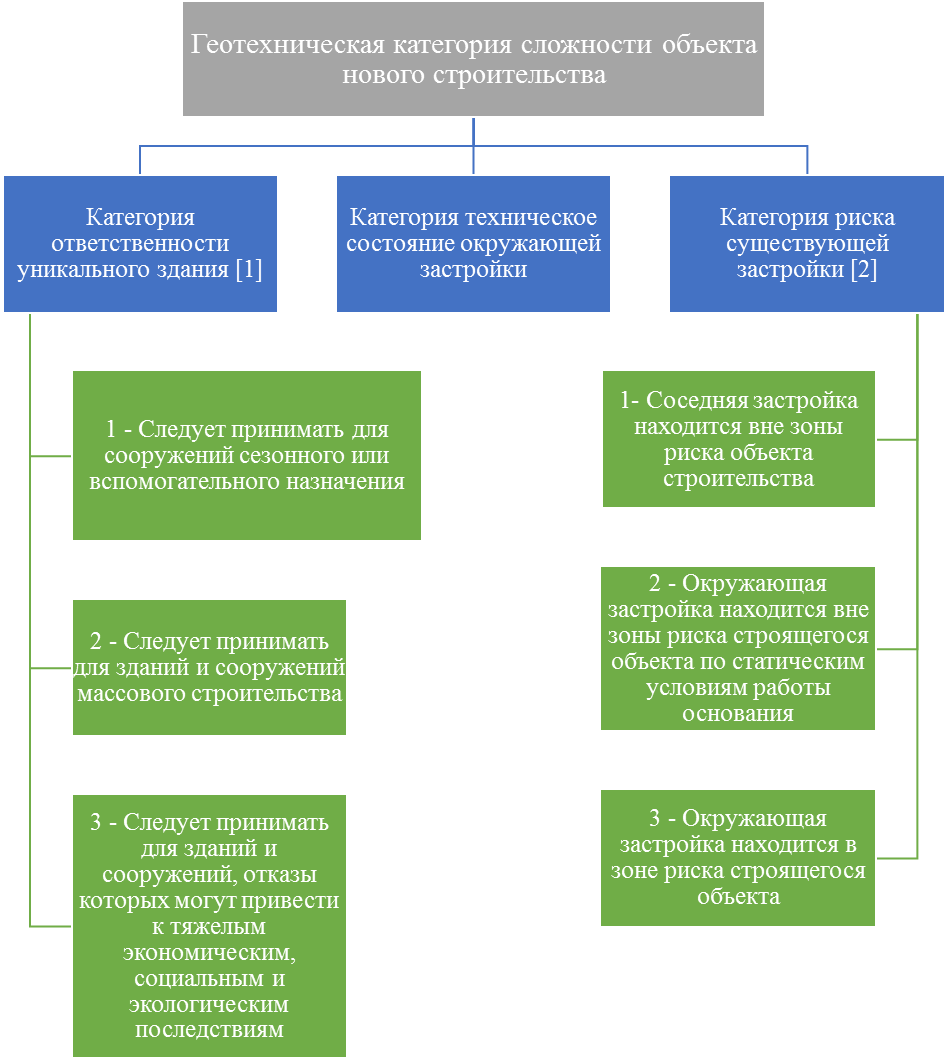 Геотехническая категория сложности объекта
нового строительства
Категория
ответственности
уникального здания [1]
Категория техническое
состояние окружающей
застройки
Категория риска
существующей
застройки [2]
1 - Следует принимать для
сооружений сезонного или
вспомогательного назначения
2 - Следует принимать
для зданий и сооружений
массового строительства
3 - Следует принимать
для зданий и
сооружений, отказы
которых могут привести
к тяжелым
экономическим,
социальным и
экологическим
последствиям
1- Соседняя застройка
находится вне зоны
риска объекта
строительства
2 - Окружающая
застройка находится вне
зоны риска строящегося
объекта по статическим
условиям работы
основания
3 - Окружающая
застройка находится в
зоне риска строящегося
объекта